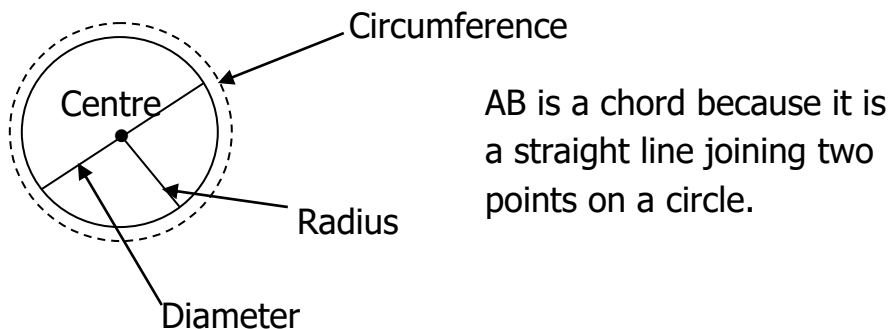 Circumference
Centre
AB is a chord because it is
a straight line joining two
points on a circle.
Radius
Diameter